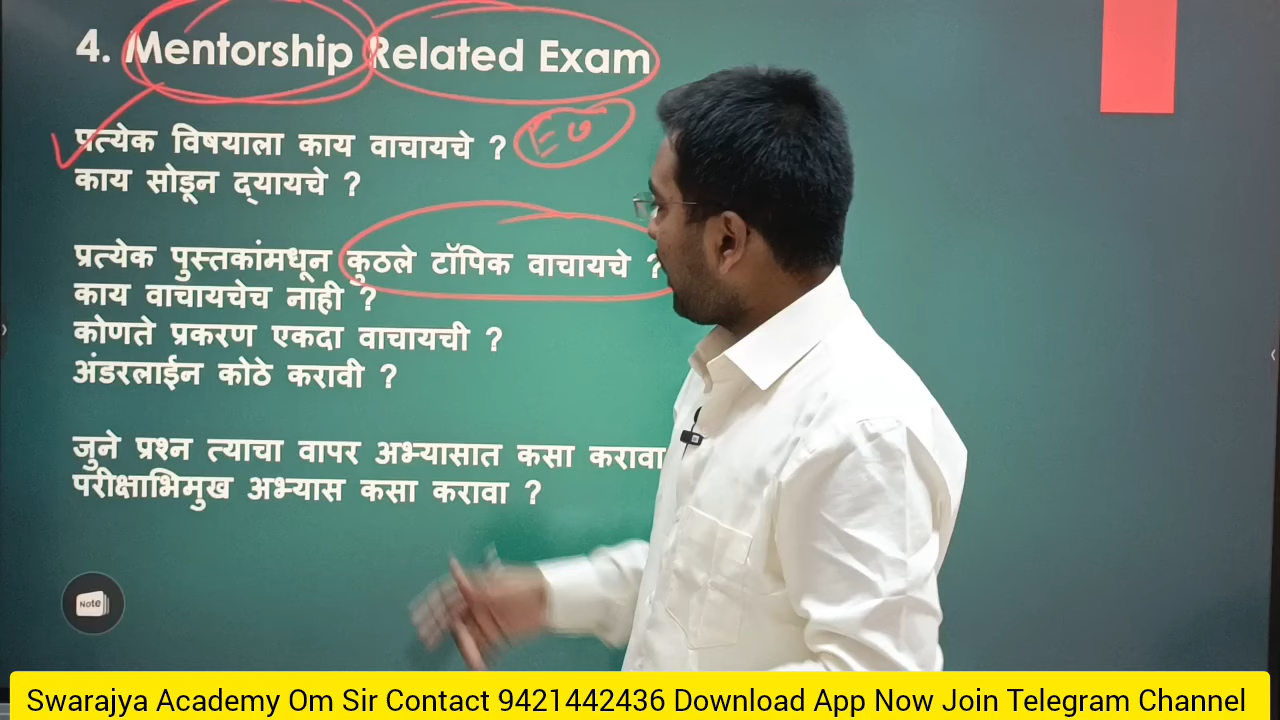 4. Mentorship Related Exam
प्रत्येक विषयाला काय वाचायचे ?
काय सोडून द्यायचे ?
प्रत्येक पुस्तकांमधून कुठले टॉपिक वाचायचे ?
काय वाचायचेच नाही ?
कोणते प्रकरण एकदा वाचायची ?
अंडरलाईन कोठे करावी ?
जुने प्रश्न त्याचा वापर अभ्यासात कसा करावा
परीक्षाभिमुख अभ्यास कसा करावा ?
Note
Swarajya Academy Om Sir Contact 9421442436 Download App Now Join Telegram Channel